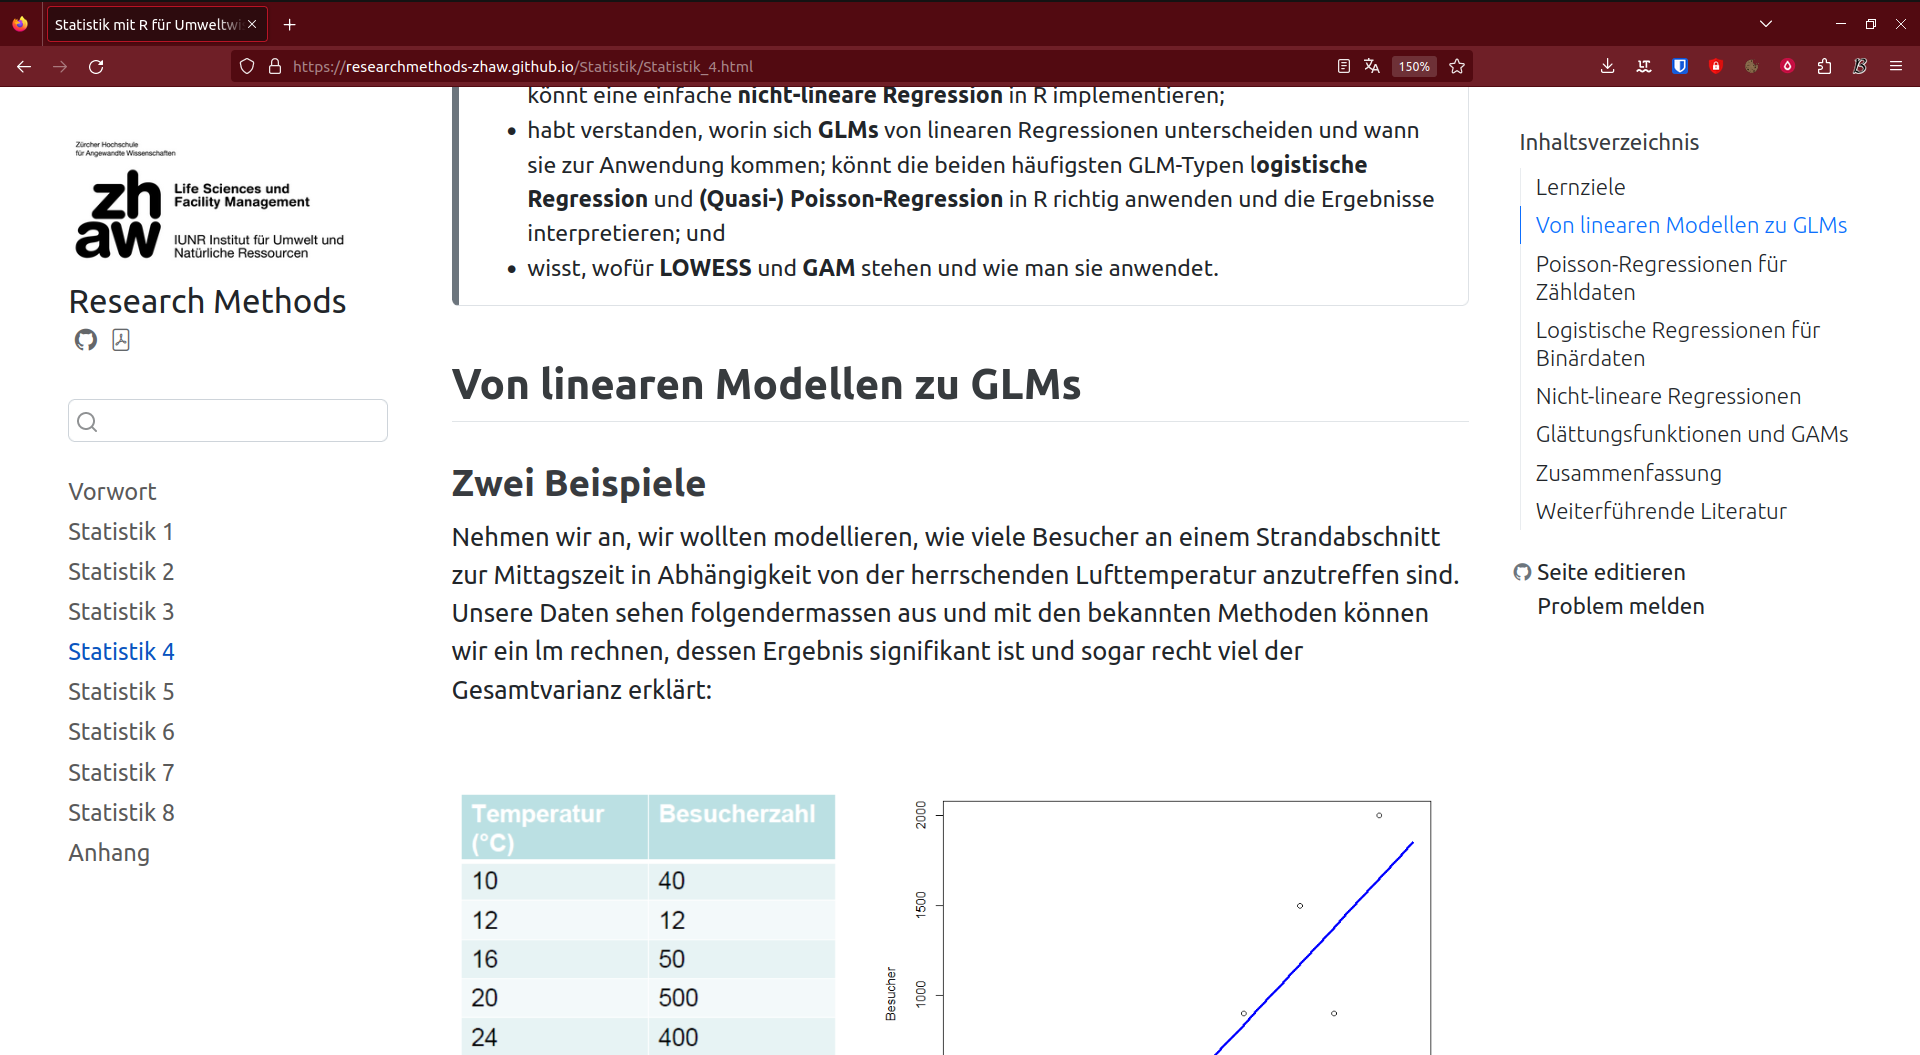 Statistik mit R für Umweltwi
https://researchmethods-zhaw.github.io/Statistik/Statistik_4.html
150%
Zürcher Hochschule
für Angewandte Wissenschaften
zh
aw
Life Sciences und
Facility Management
IUNR Institut für Umwelt und
Natürliche Ressourcen
Research Methods
Vorwort
Statistik 1
Statistik 2
Statistik 3
Statistik 4
Statistik 5
Statistik 6
Statistik 7
Statistik 8
Anhang
könnt eine einfache nicht-lineare Regression in R implementieren;
• habt verstanden, worin sich GLMs von linearen Regressionen unterscheiden und wann
sie zur Anwendung kommen; könnt die beiden häufigsten GLM-Typen logistische
Regression und (Quasi-) Poisson-Regression in R richtig anwenden und die Ergebnisse
interpretieren; und
• wisst, wofür LOWESS und GAM stehen und wie man sie anwendet.
Von linearen Modellen zu GLMs
Zwei Beispiele
Nehmen wir an, wir wollten modellieren, wie viele Besucher an einem Strandabschnitt
zur Mittagszeit in Abhängigkeit von der herrschenden Lufttemperatur anzutreffen sind.
Unsere Daten sehen folgendermassen aus und mit den bekannten Methoden können
wir ein lm rechnen, dessen Ergebnis signifikant ist und sogar recht viel der
Gesamtvarianz erklärt:
Temperatur (°C) Besucherzahl
10 40
12 12
16 50
20 500
24 400
2000
1500
1000
Besucher
Inhaltsverzeichnis
Lernziele
Von linearen Modellen zu GLMs
Poisson-Regressionen für
Zähldaten
Logistische Regressionen für
Binärdaten
Nicht-lineare Regressionen
Glättungsfunktionen und GAMs
Zusammenfassung
Weiterführende Literatur
Seite editieren
Problem melden